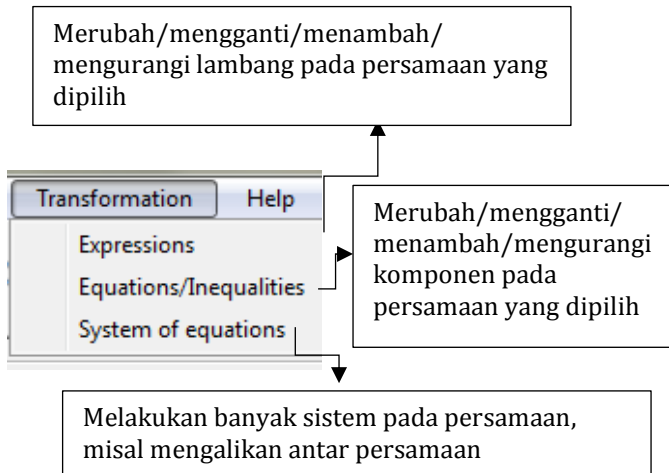 Merubah/mengganti/menambah/
mengurangi lambang pada persamaan yang
dipilih
Transformation Help
Expressions
Equations/Inequalities
System of equations
Merubah/mengganti/
menambah/mengurangi
komponen pada
persamaan yang dipilih
Melakukan banyak sistem pada persamaan,
misal mengalikan antar persamaan